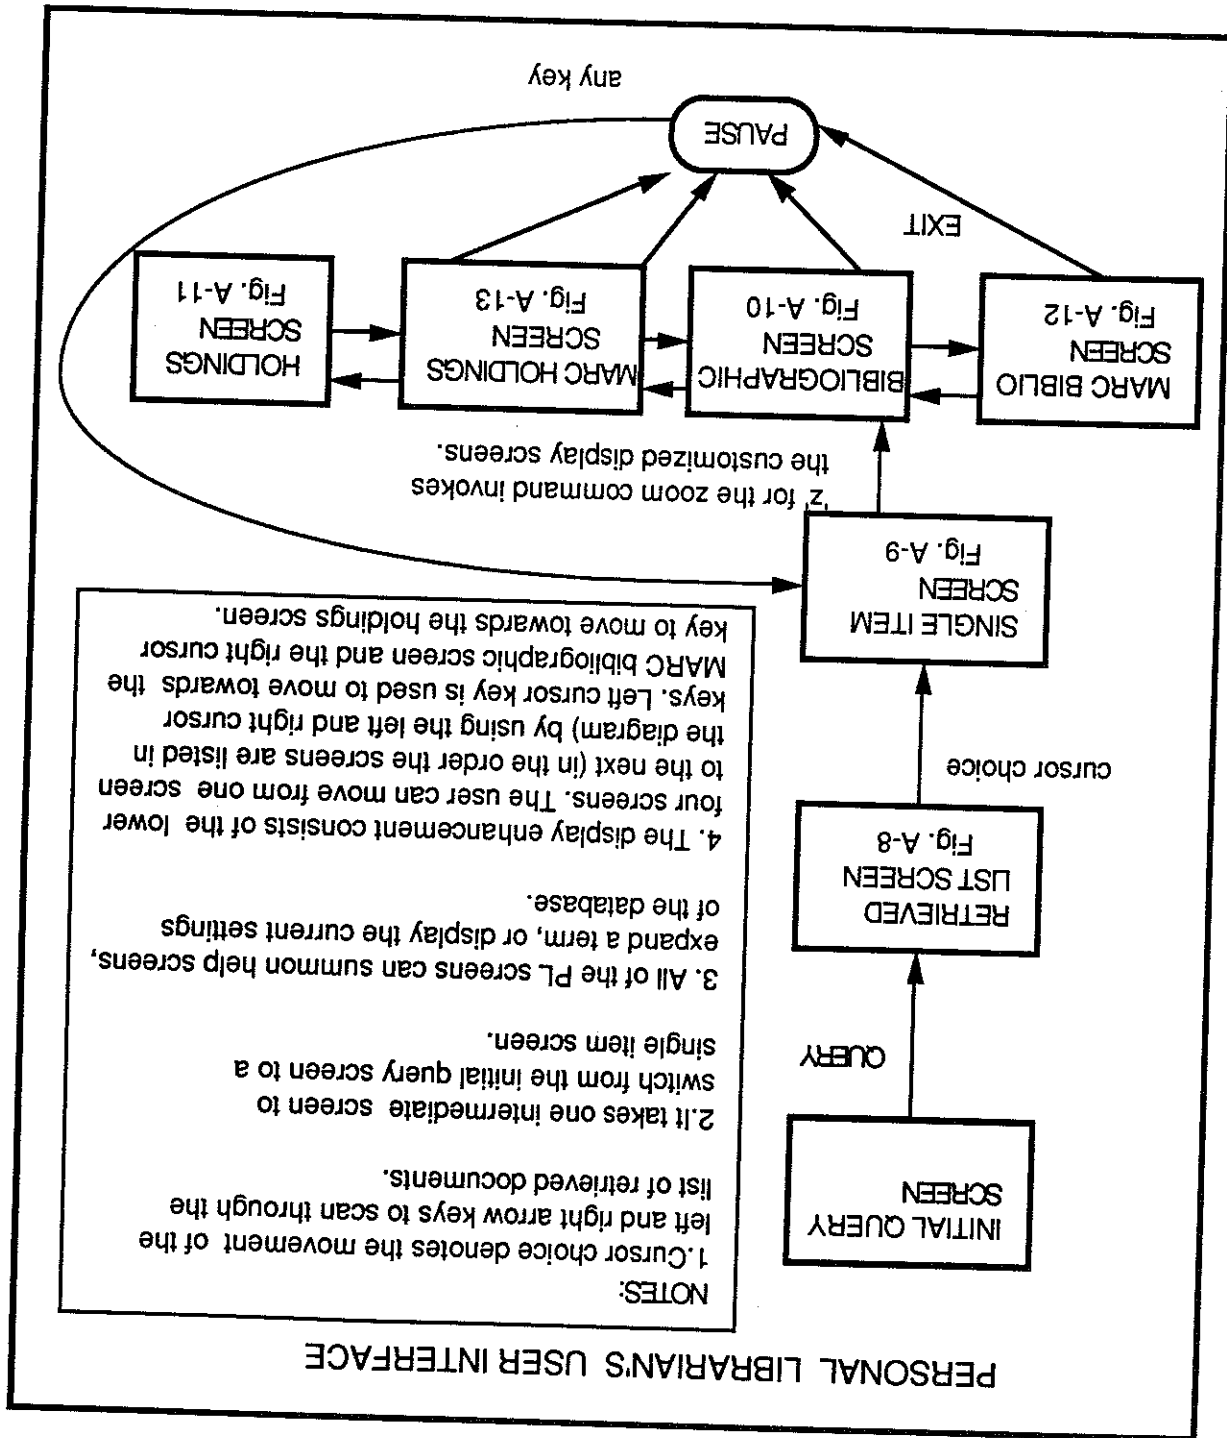 PERSONAL LIBRARIAN'S USER INTERFACE
INITIAL QUERY
SCREEN
QUERY
RETRIEVED
LIST SCREEN
Fig. A-8
cursor choice
SINGLE ITEM
SCREEN
Fig. A-9
NOTES:
1.Cursor choice denotes the movement of the
left and right arrow keys to scan through the
list of retrieved documents.
2.It takes one intermediate screen to
switch from the initial query screen to a
single item screen.
3. All of the PL screens can summon help screens,
expand a term, or display the current settings
of the database.
4. The display enhancement consists of the lower
four screens. The user can move from one screen
to the next (in the order the screens are listed in
the diagram) by using the left and right cursor
keys. Left cursor key is used to move towards the
MARC bibliographic screen and the right cursor
key to move towards the holdings screen.
'z' for the zoom command invokes
the customized display screens.
MARC BIBLIO
SCREEN
Fig. A-12
BIBLIOGRAPHIC
SCREEN
Fig. A-10
MARC HOLDINGS
SCREEN
Fig. A-13
HOLDINGS
SCREEN
Fig. A-11
EXIT
PAUSE
any key